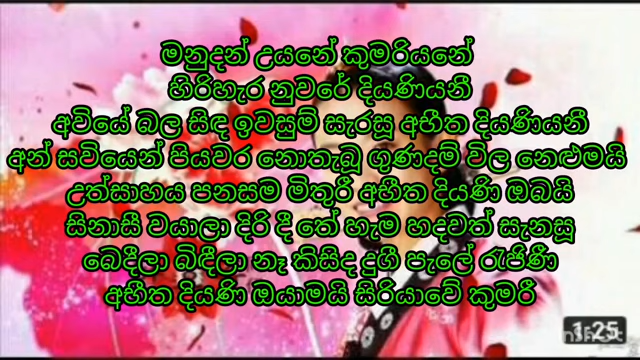 මනුදන් උයනේ කුමරියනේ
හිරිහැර නුවරේ දියණියනී
අවියේ බල සිඳ ඉවසුම් සැරසූ අභීත දියණියනී
අන් සවියෙන් පියවර නොතැබූ ගුණදම් විල නෙළුමයි
උත්සාහය පනසම මිතුරී අභීත දියණි ඔබයි
සිනාසී වයාලා දිරි දී තේ හැම හදවත් සැනසූ
බෙදීලා බිඳීලා නෑ කිසිද දුගී පැලේ රැජිණී
අභීත දියණි ඔයාමයි සිරියාවේ කුමරී
1:25